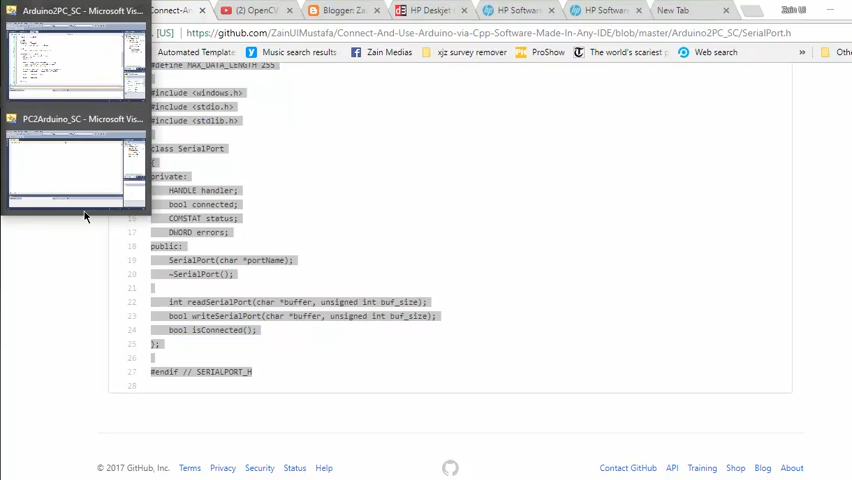 Arduino2PC_SC - Microsoft Vis...
Connect-An
(2) OpenCV
Blogger: Za
HP Deskjet
HP Softwar
HP Softwar
New Tab
Zain Ul
[US] https://github.com/ZainUlMustafa/Connect-And-Use-Arduino-via-Cpp-Software-Made-In-Any-IDE/blob/master/Arduino2PC_SC/SerialPort.h
Automated Template
Music search results
Zain Medias
xjz survey remover
ProShow
The world's scariest
Web search
»
Othe
PC2Arduino_SC - Microsoft Vis...
#define MAX_DATA_LENGTH 255
#include <windows.h>
#include <stdio.h>
#include <stdlib.h>
class SerialPort
{
private:
HANDLE handler;
bool connected;
16 COMSTAT status;
17 DWORD errors;
18 public:
19 SerialPort(char *portName);
20 ~SerialPort();
21
22 int readSerialPort(char *buffer, unsigned int buf_size);
23 bool writeSerialPort(char *buffer, unsigned int buf_size);
24 bool isConnected();
25 };
26
27 #endif // SERIALPORT_H
28
© 2017 GitHub, Inc. Terms Privacy Security Status Help
Contact GitHub API Training Shop Blog About